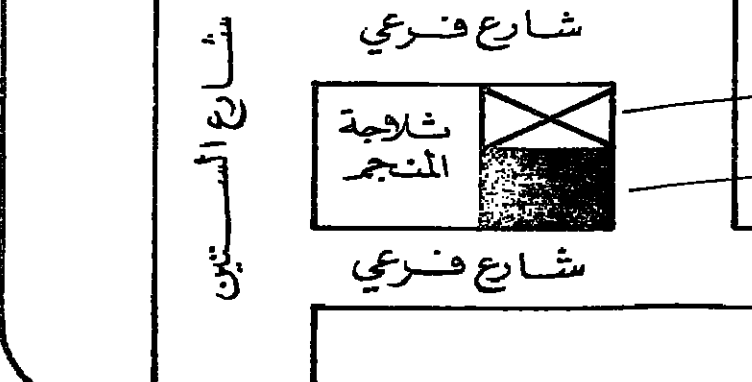 شارع فرعي
شارع الستين
ثلاجة
المنجم
شارع فرعي